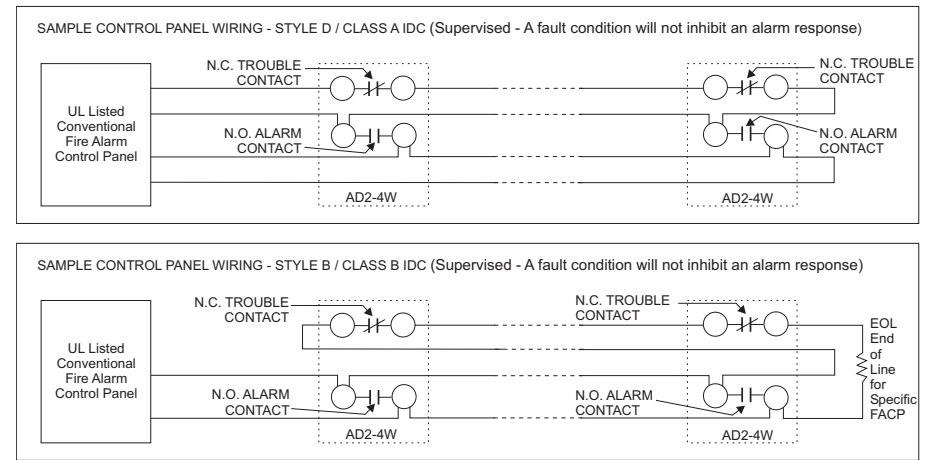 SAMPLE CONTROL PANEL WIRING - STYLE D / CLASS A IDC (Supervised - A fault condition will not inhibit an alarm response)
N.C. TROUBLE
CONTACT
N.C. TROUBLE
CONTACT
UL Listed
Conventional
Fire Alarm
Control Panel
N.O. ALARM
CONTACT
N.O. ALARM
CONTACT
AD2-4W
AD2-4W
SAMPLE CONTROL PANEL WIRING - STYLE B / CLASS B IDC (Supervised - A fault condition will not inhibit an alarm response)
N.C. TROUBLE
CONTACT
N.C. TROUBLE
CONTACT
UL Listed
Conventional
Fire Alarm
Control Panel
EOL
End
of
Line
for
Specific
FACP
N.O. ALARM
CONTACT
N.O. ALARM
CONTACT
AD2-4W
AD2-4W